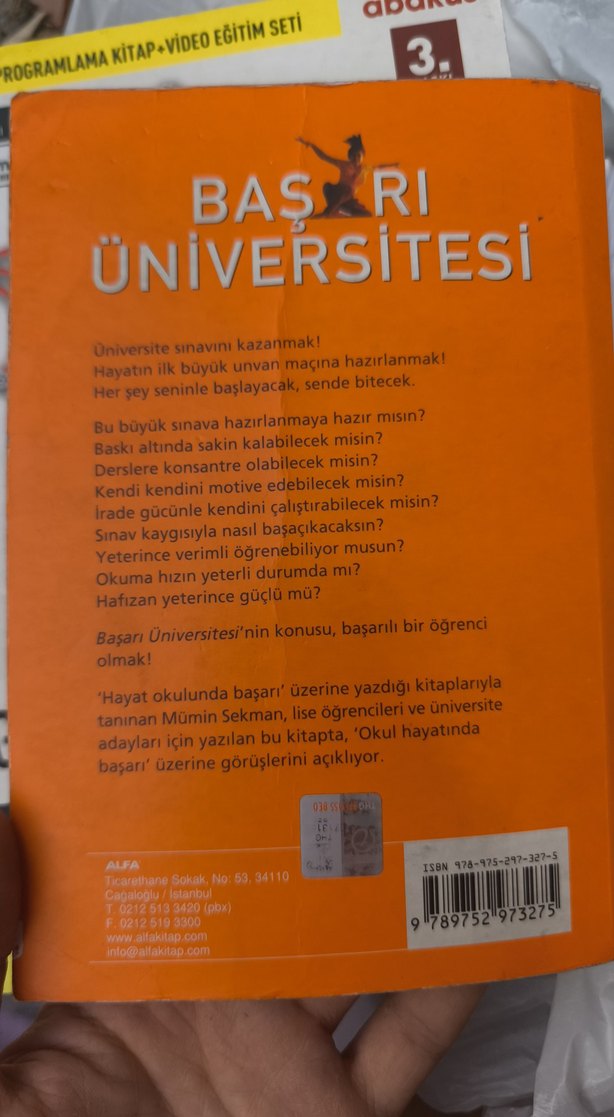 PROGRAMLAMA KİTAP+VİDEO EĞİTİM SETİ
abakus
3.
BAŞARI
ÜNİVERSİTESİ
Üniversite sınavını kazanmak!
Hayatın ilk büyük unvan maçına hazırlanmak!
Her şey seninle başlayacak, sende bitecek.
Bu büyük sınava hazırlanmaya hazır mısın?
Baskı altında sakin kalabilecek misin?
Derslere konsantre olabilecek misin?
Kendi kendini motive edebilecek misin?
İrade gücünle kendini çalıştırabilecek misin?
Sınav kaygısıyla nasıl başaçıkacaksın?
Yeterince verimli öğrenebiliyor musun?
Okuma hızın yeterli durumda mı?
Hafızan yeterince güçlü mü?
Başarı Üniversitesi'nin konusu, başarılı bir öğrenci
olmak!
'Hayat okulunda başarı' üzerine yazdığı kitaplarıyla
tanınan Mümin Sekman, lise öğrencileri ve üniversite
adayları için yazılan bu kitapta, 'Okul hayatında
başarı' üzerine görüşlerini açıklıyor.
ALFA
Ticarethane Sokak, No: 53, 34110
Cağaloğlu / İstanbul
T. 0212 513 3420 (pbx)
F. 0212 519 3300
www.alfakitap.com
info@alfakitap.com
ISBN 978-975-297-327-5
9 789752 973275